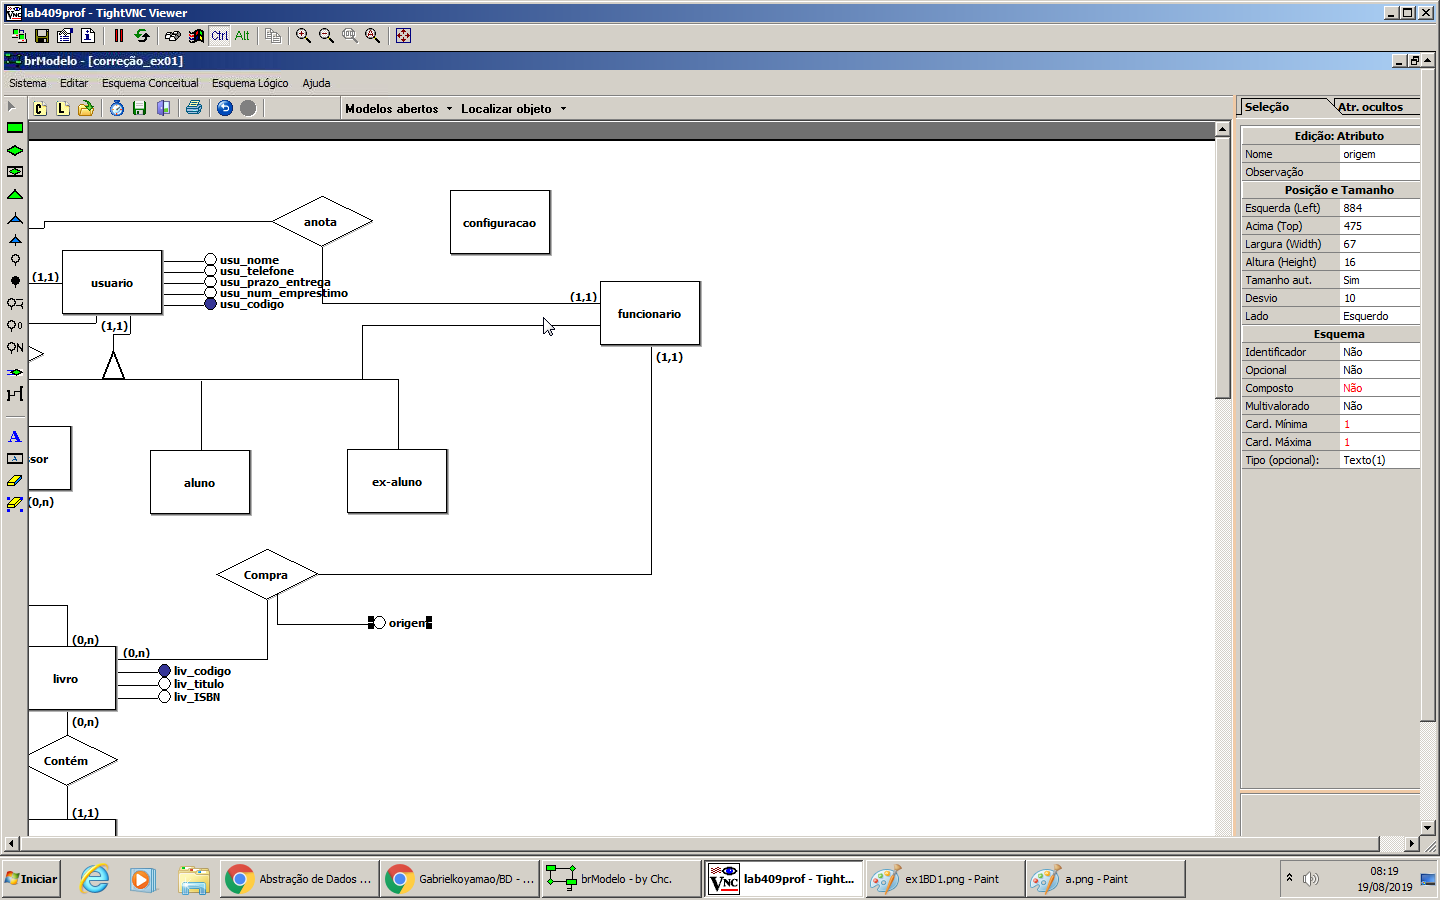 lab409prof - TightVNC Viewer
Ctrl Alt
brModelo - [correção_ex01]
Sistema Editar Esquema Conceitual Esquema Lógico Ajuda
C L Modelos abertos Localizar objeto
Seleção Atr. ocultos
Edição: Atributo
Nome origem
Observação
Posição e Tamanho
Esquerda (Left) 884
Acima (Top) 475
Largura (Width) 67
Altura (Height) 16
Tamanho aut. Sim
Desvio 10
Lado Esquerdo
Esquema
Identificador Não
Opcional Não
Composto Não
Multivalorado Não
Card. Mínima 1
Card. Máxima 1
Tipo (opcional): Texto(1)
anota
configuracao
usuario
(1,1)
usu_nome
usu_telefone
usu_prazo_entrega
usu_num_emprestimo
usu_codigo
(1,1)
(1,1)
funcionario
(1,1)
ssor
(0,n)
aluno
ex-aluno
Compra
origem
(0,n)
(0,n)
livro
liv_codigo
liv_titulo
liv_ISBN
(0,n)
Contém
(1,1)
Iniciar
Abstração de Dados ...
Gabrielkoyamao/BD - ...
brModelo - by Chc.
VNC
lab409prof - Tight...
ex1BD1.png - Paint
a.png - Paint
08:19
19/08/2019